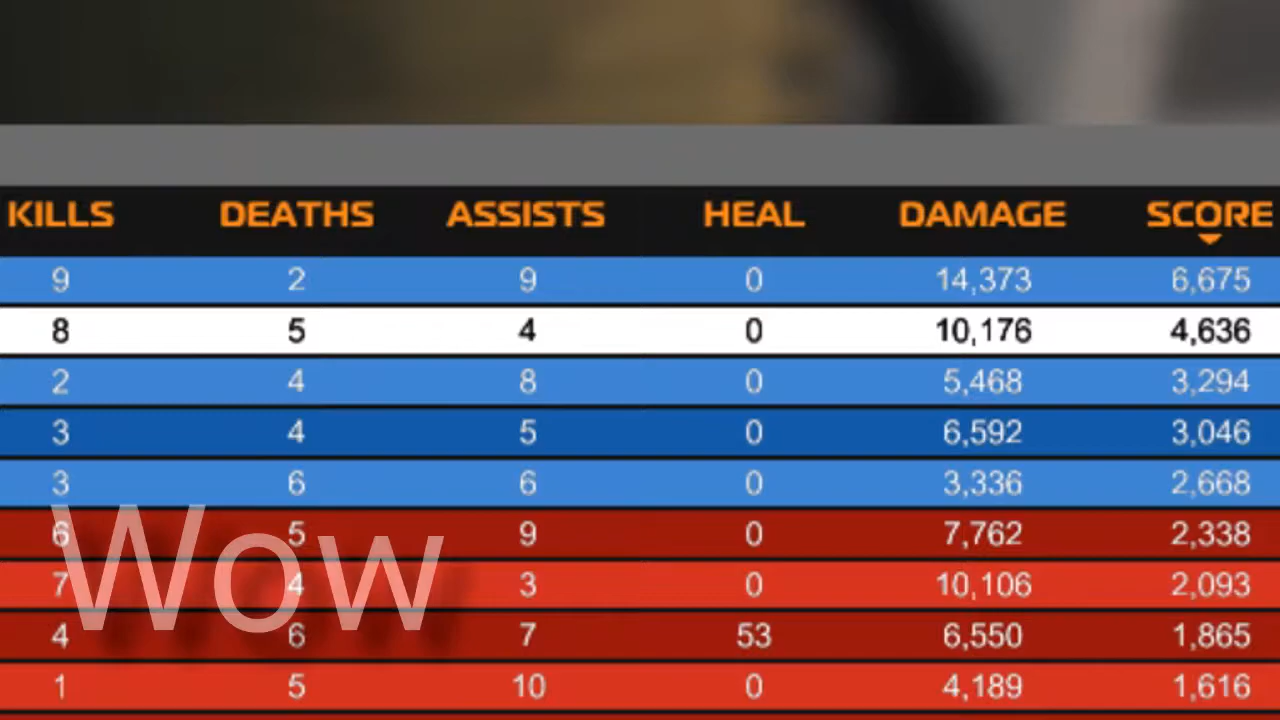 KILLS DEATHS ASSISTS HEAL DAMAGE SCORE
9 2 9 0 14,373 6,675
8 5 4 0 10,176 4,636
2 4 8 0 5,468 3,294
3 4 5 0 6,592 3,046
3 6 6 0 3,336 2,668
6 5 9 0 7,762 2,338
7 4 3 0 10,106 2,093
Wow
4 6 7 53 6,550 1,865
1 5 10 0 4,189 1,616